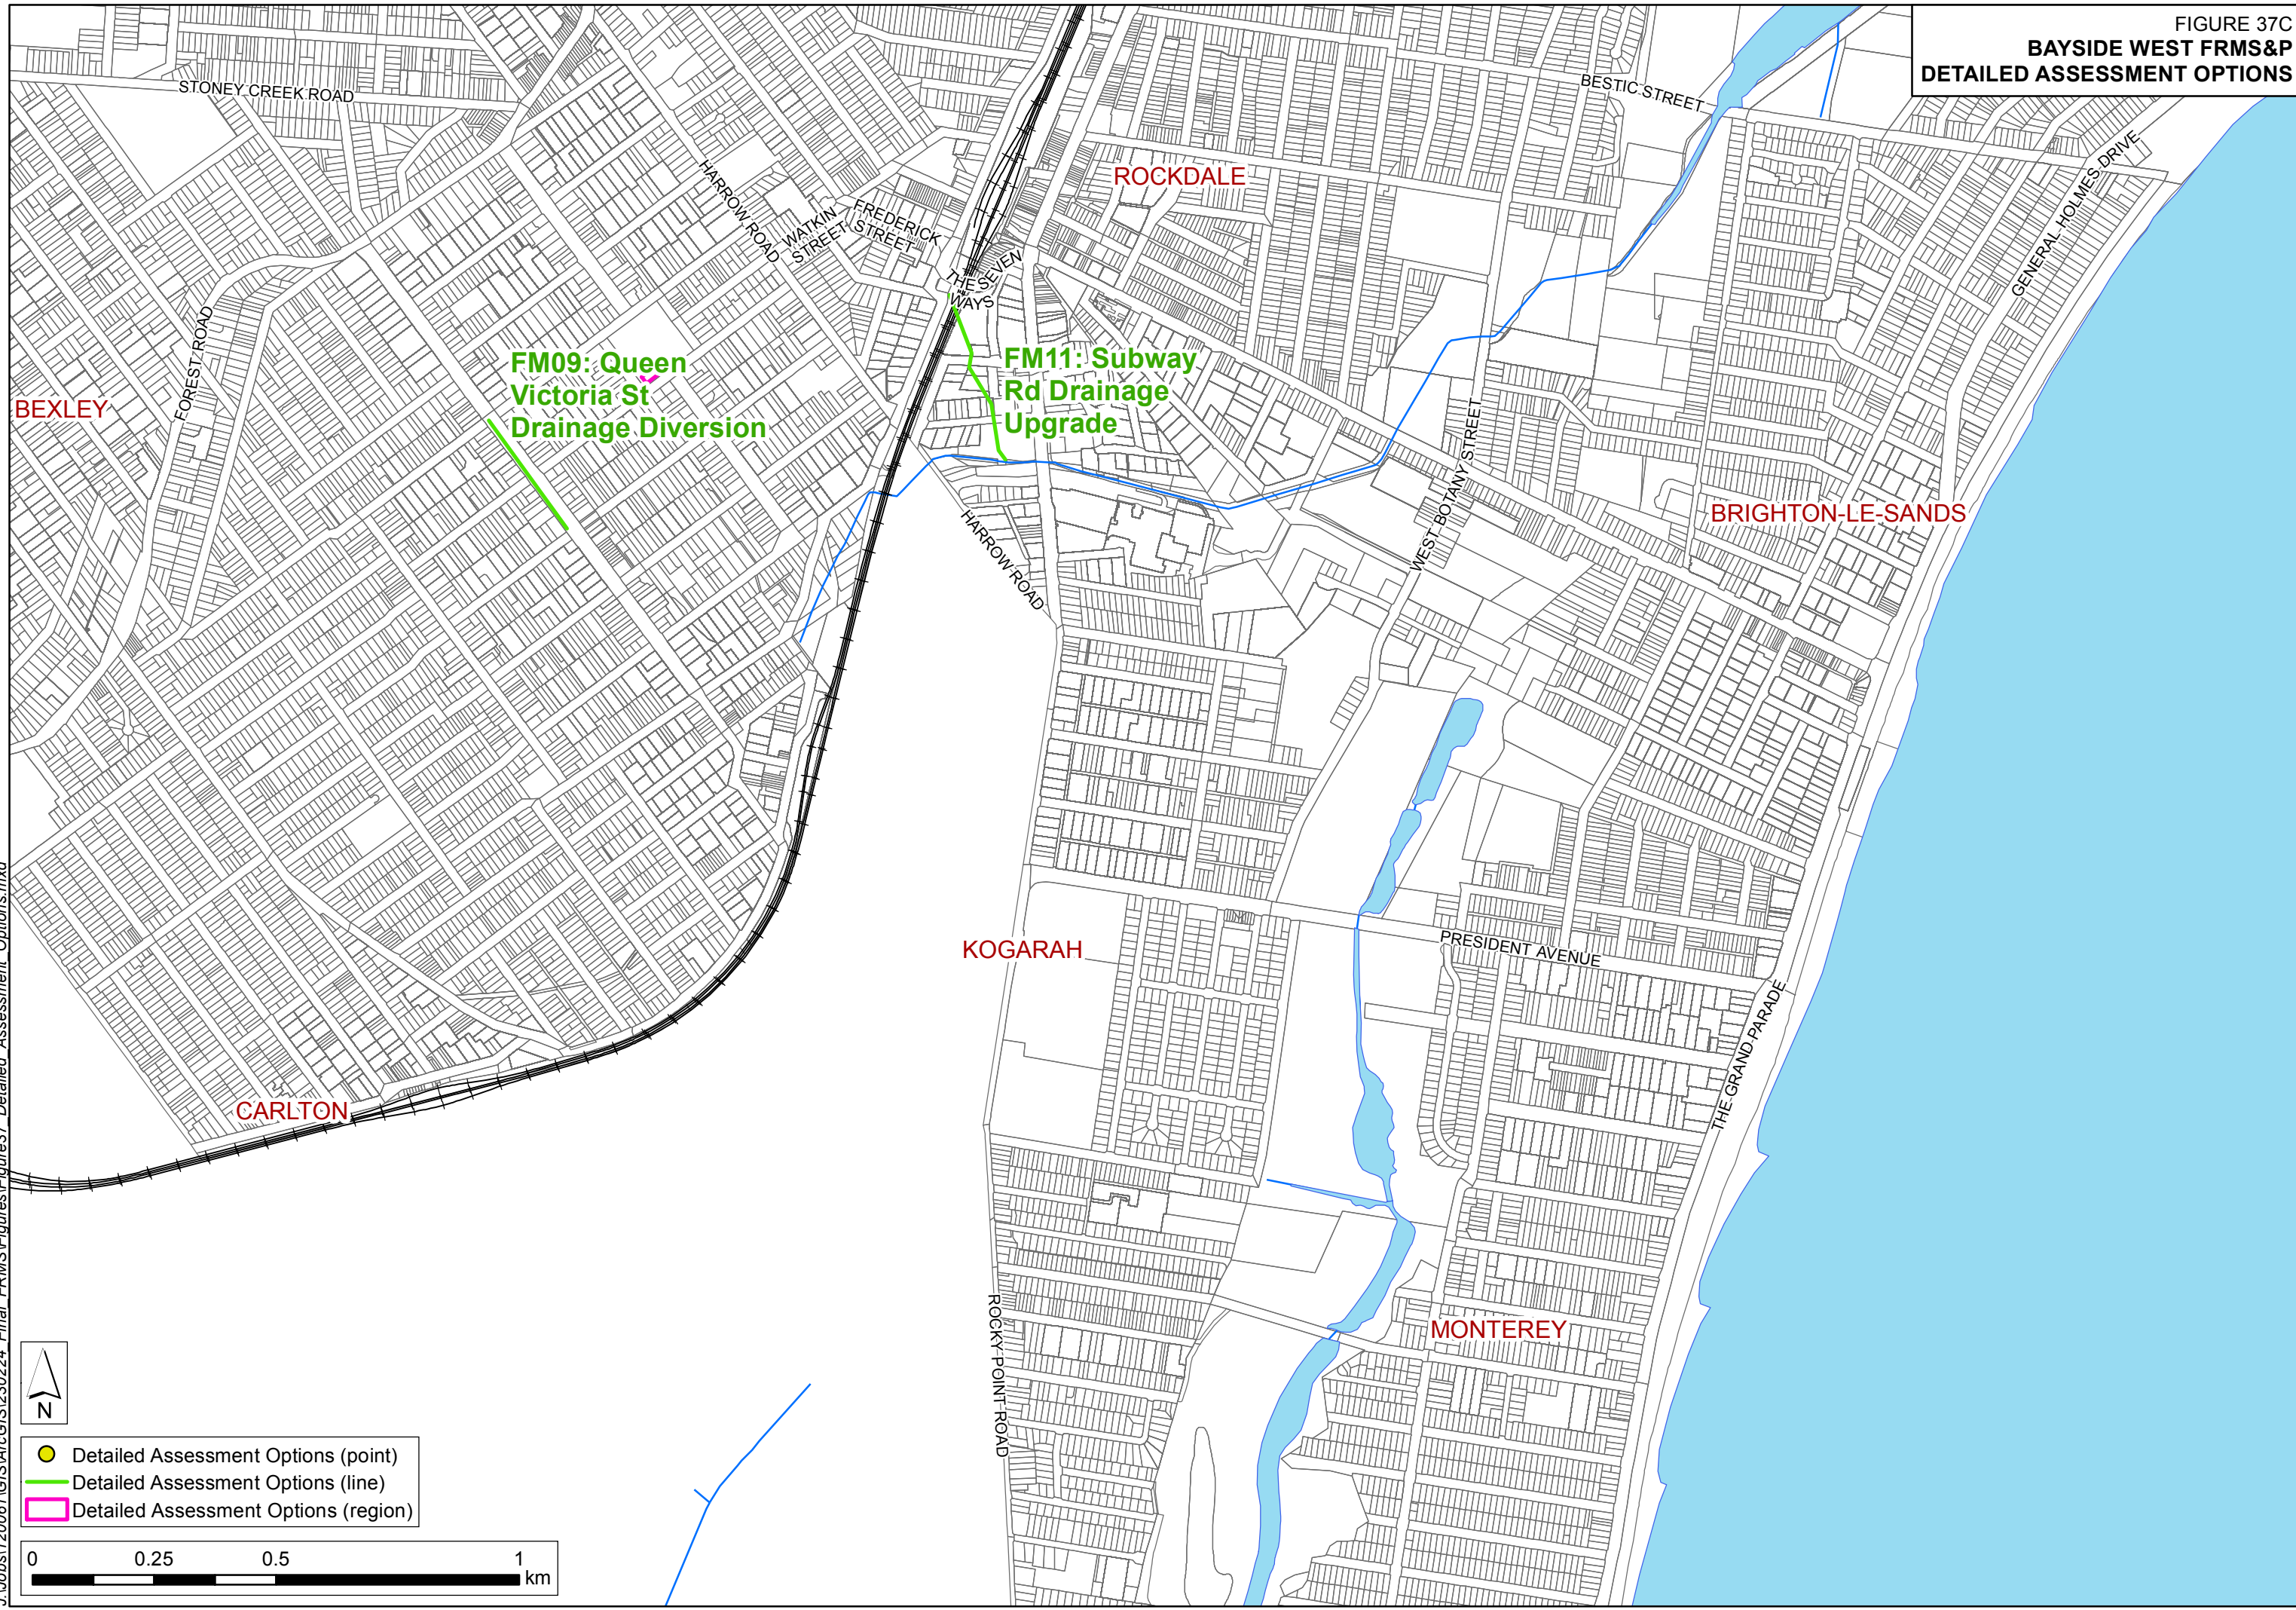 FIGURE 37C
BAYSIDE WEST FRMS&P
DETAILED ASSESSMENT OPTIONS
STONEY CREEK ROAD
BESTIC STREET
GENERAL HOLMES DRIVE
HARROW ROAD
WATKIN
STREET
FREDERICK
STREET
ROCKDALE
THE SEVEN
WAYS
FOREST ROAD
BEXLEY
FM09: Queen
Victoria St
Drainage Diversion
FM11: Subway
Rd Drainage
Upgrade
WEST BOTANY STREET
BRIGHTON-LE-SANDS
HARROW ROAD
KOGARAH
PRESIDENT AVENUE
THE GRAND PARADE
CARLTON
ROCKY POINT ROAD
MONTEREY
N
Detailed Assessment Options (point)
Detailed Assessment Options (line)
Detailed Assessment Options (region)
0 0.25 0.5 1
km